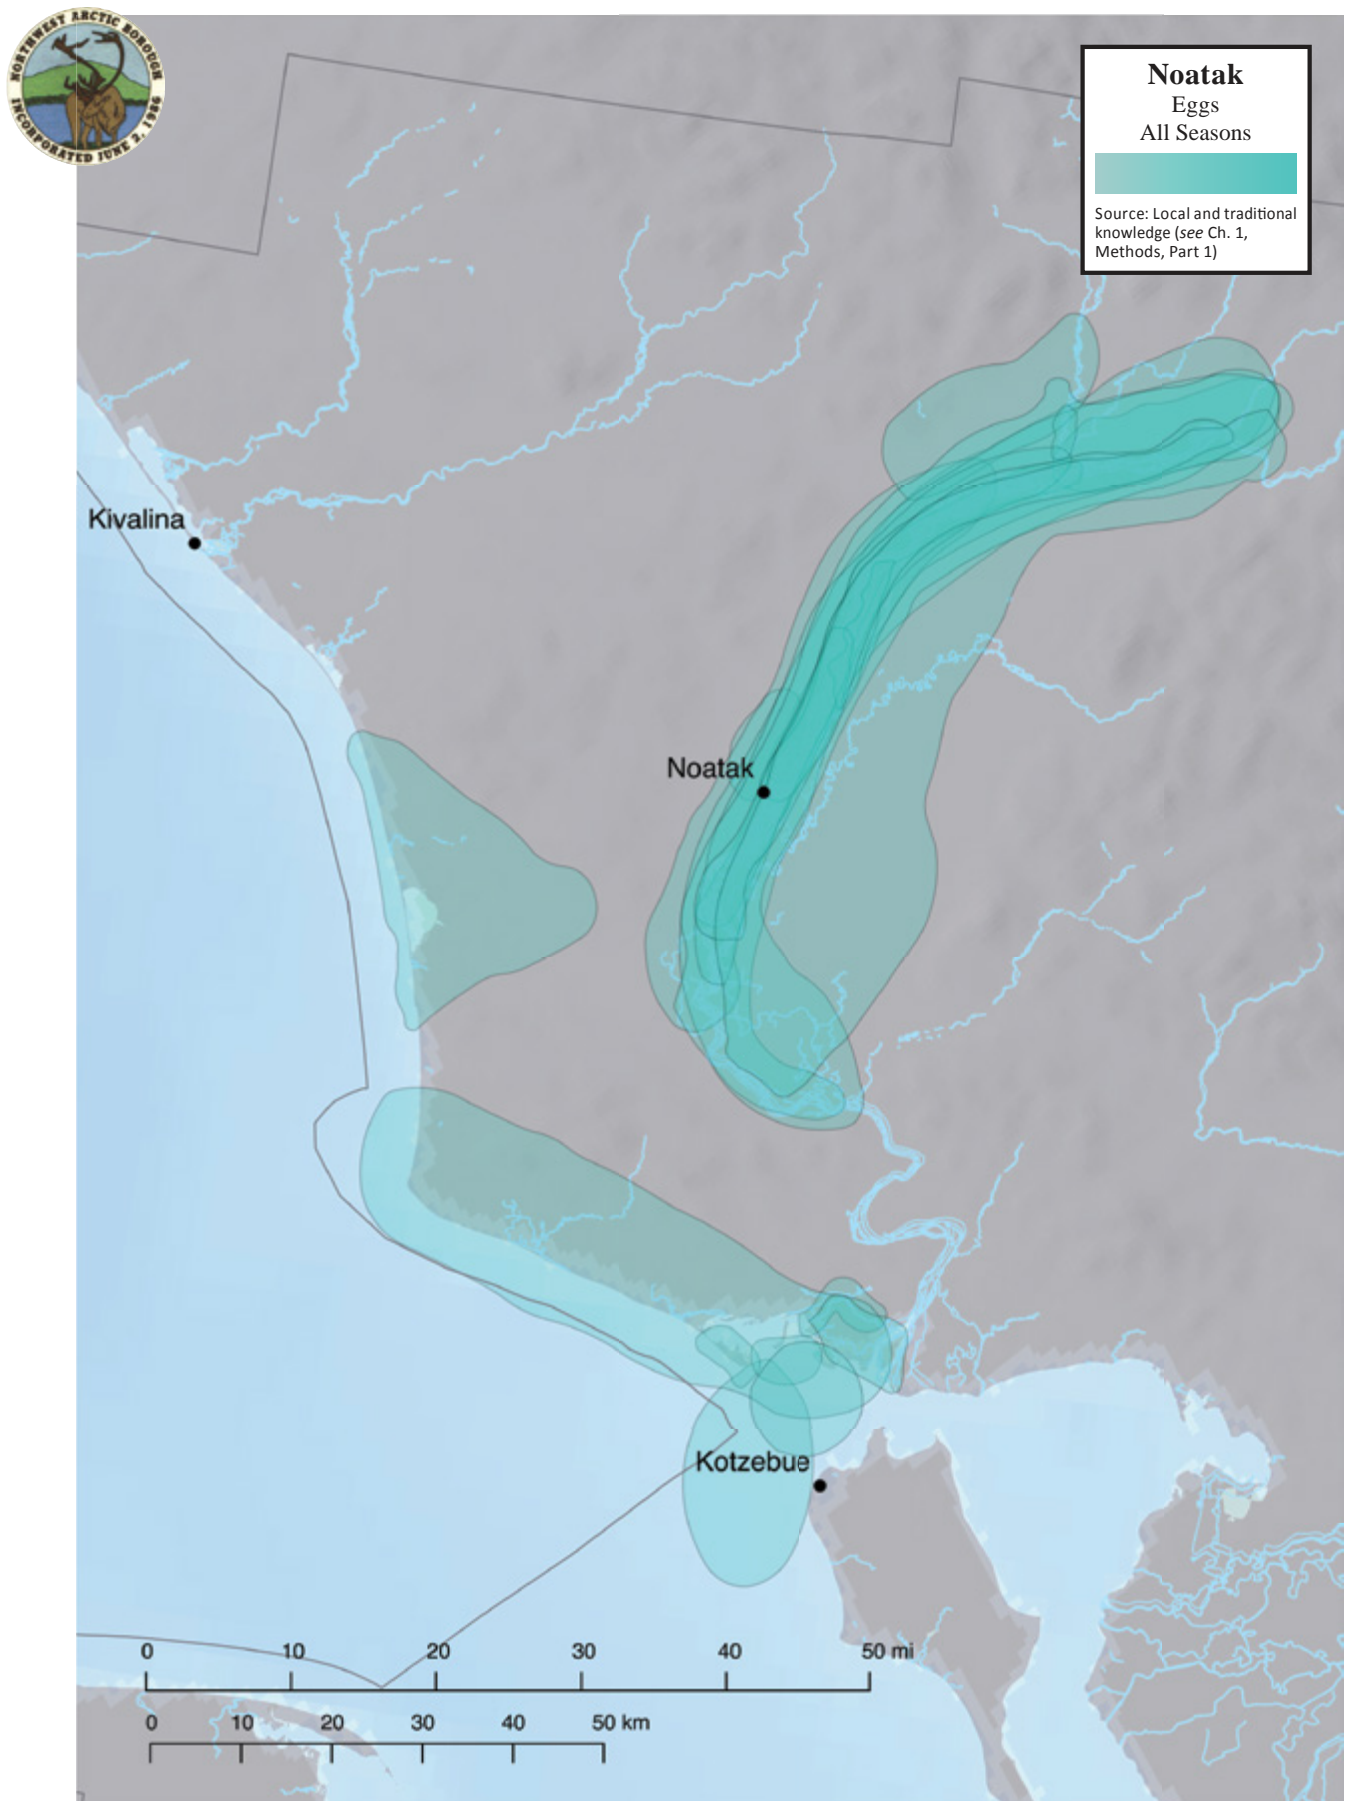 NORTHWEST ARCTIC BOROUGH
INCORPORATED JUNE 2, 1986
Noatak
Eggs
All Seasons
Source: Local and traditional
knowledge (see Ch. 1,
Methods, Part 1)
Kivalina
Noatak
Kotzebue
0 10 20 30 40 50 mi
0 10 20 30 40 50 km